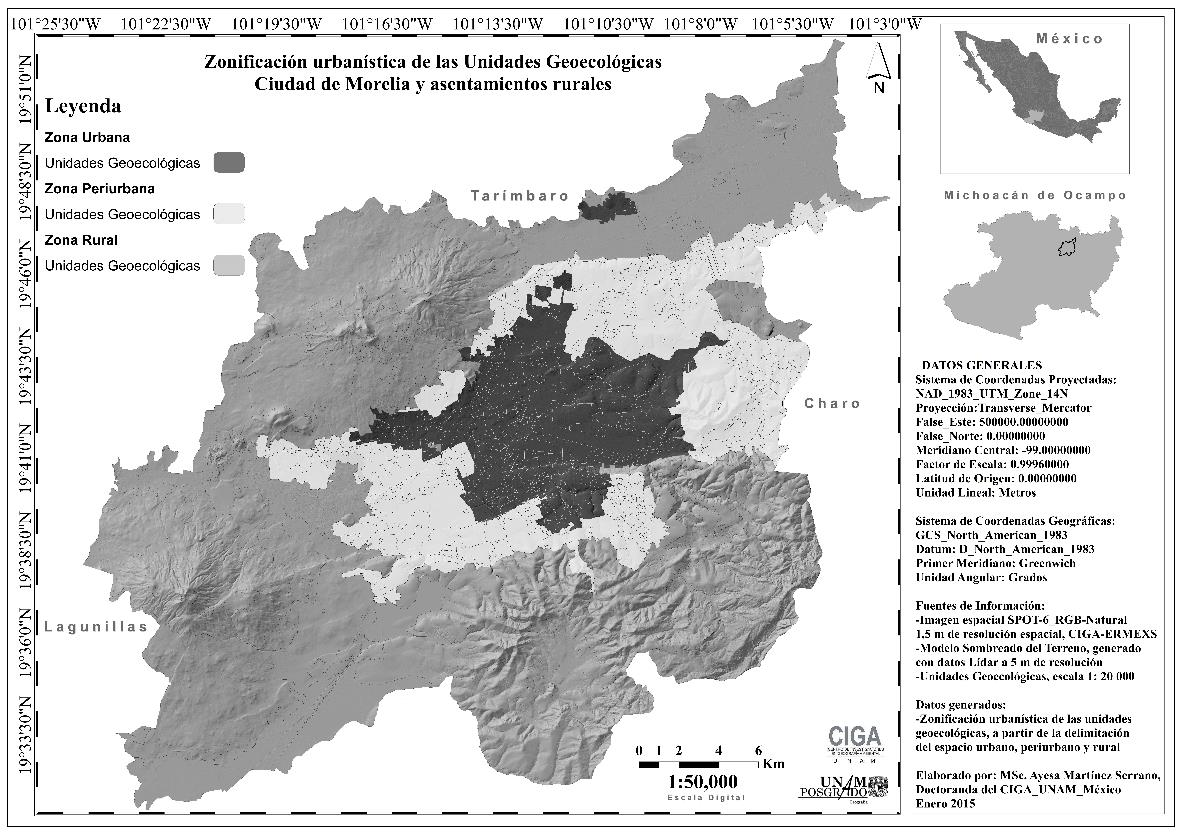 101°25'30"W 101°22'30"W 101°19'30"W 101°16'30"W 101°13'30"W 101°10'30"W 101°8'0"W 101°5'30"W 101°3'0"W
Zonificación urbanística de las Unidades Geoecológicas
Ciudad de Morelia y asentamientos rurales
N
Leyenda
Zona Urbana
Unidades Geoecológicas
Zona Periurbana
Unidades Geoecológicas
Zona Rural
Unidades Geoecológicas
19°51'0"N
19°48'30"N
19°46'0"N
19°43'30"N
19°41'0"N
19°38'30"N
19°36'0"N
19°33'30"N
Tarímbaro
Charo
Lagunillas
0 1 2 4 6
Km
1:50,000
Escala Digital
CIGA
UNAM
UNAM
POSGRADO
Geografía
México
Michoacán de Ocampo
DATOS GENERALES
Sistema de Coordenadas Proyectadas:
NAD_1983_UTM_Zone_14N
Proyección:Transverse_Mercator
False_Este: 500000.00000000
False_Norte: 0.00000000
Meridiano Central: -99.00000000
Factor de Escala: 0.99960000
Latitud de Origen: 0.00000000
Unidad Lineal: Metros
Sistema de Coordenadas Geográficas:
GCS_North_American_1983
Datum: D_North_American_1983
Primer Meridiano: Greenwich
Unidad Angular: Grados
Fuentes de Información:
-Imagen espacial SPOT-6_RGB-Natural
1.5 m de resolución espacial, CIGA-ERMEXS
-Modelo Sombreado del Terreno, generado
con datos Lídar a 5 m de resolución
-Unidades Geoecológicas, escala 1: 20 000
Datos generados:
-Zonificación urbanística de las unidades
geoecológicas, a partir de la delimitación
del espacio urbano, periurbano y rural
Elaborado por: MSc. Ayesa Martínez Serrano,
Doctoranda del CIGA_UNAM_México
Enero 2015